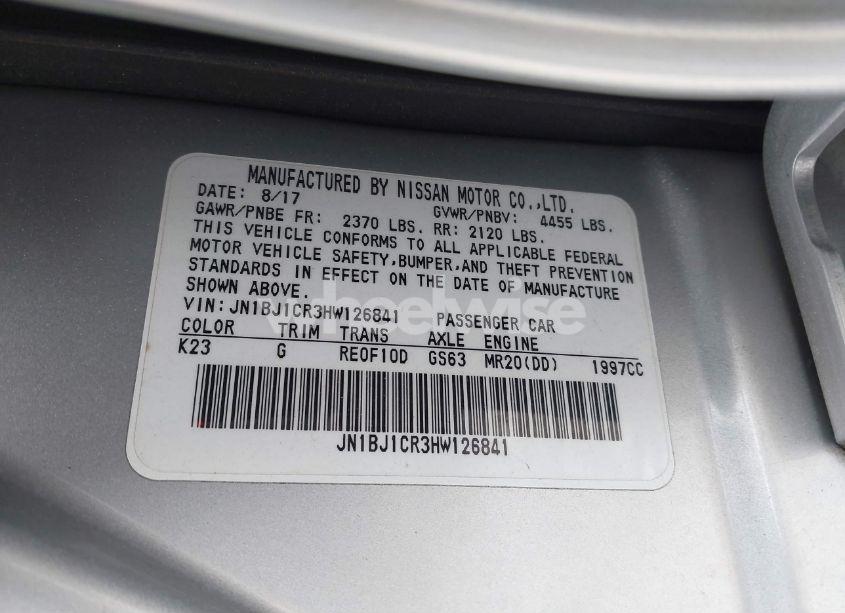 MANUFACTURED BY NISSAN MOTOR CO.,LTD.
DATE: 8/17 GVWR/PNBV: 4455 LBS.
GAWR/PNBE FR: 2370 LBS. RR: 2120 LBS.
THIS VEHICLE CONFORMS TO ALL APPLICABLE FEDERAL
MOTOR VEHICLE SAFETY,BUMPER,AND THEFT PREVENTION
STANDARDS IN EFFECT ON THE DATE OF MANUFACTURE
SHOWN ABOVE.
VIN: JN1BJ1CR3HW126841 PASSENGER CAR
COLOR TRIM TRANS AXLE ENGINE
K23 G RE0F10D GS63 MR20(DD) 1997CC
JN1BJ1CR3HW126841
wheelwise